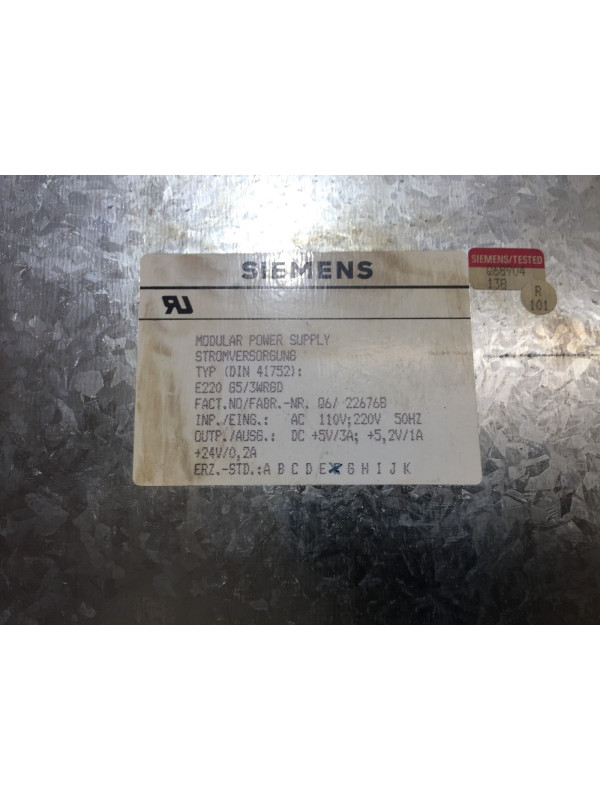 SIEMENS
SIEMENS/TESTED
Q68904
138
R
101
MODULAR POWER SUPPLY
STROMVERSORGUNG
TYP (DIN 41752):
E220 G5/3WRGD
FACT.NO/FABR.-NR. Q6/ 226768
INP./EING.: AC 110V;220V 50HZ
OUTP./AUSG.: DC +5V/3A; +5,2V/1A
+24V/0,2A
ERZ.-STD.:A B C D E G H I J K